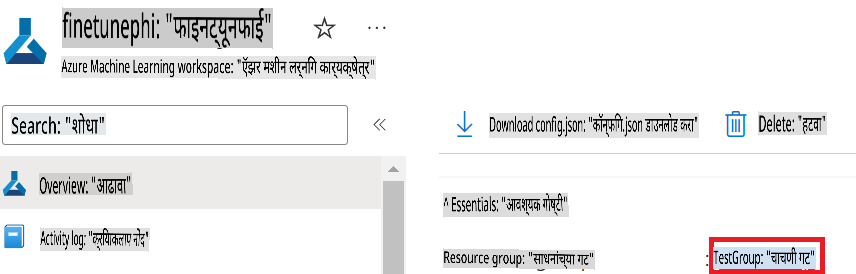 finetunephi: "फाइनट्यूनफाई"
Azure Machine Learning workspace: "ऍझर मशीन लर्निंग कार्यक्षेत्र"
Search: "शोधा"
Download config.json: "कॉन्फिग.json डाउनलोड करा"
Delete: "हटवा"
Overview: "आढावा"
^ Essentials: "आवश्यक गोष्टी"
Activity log: "क्रियाकलाप नोंद"
Resource group: "साधनांच्या गट"
: TestGroup: "चाचणी गट"